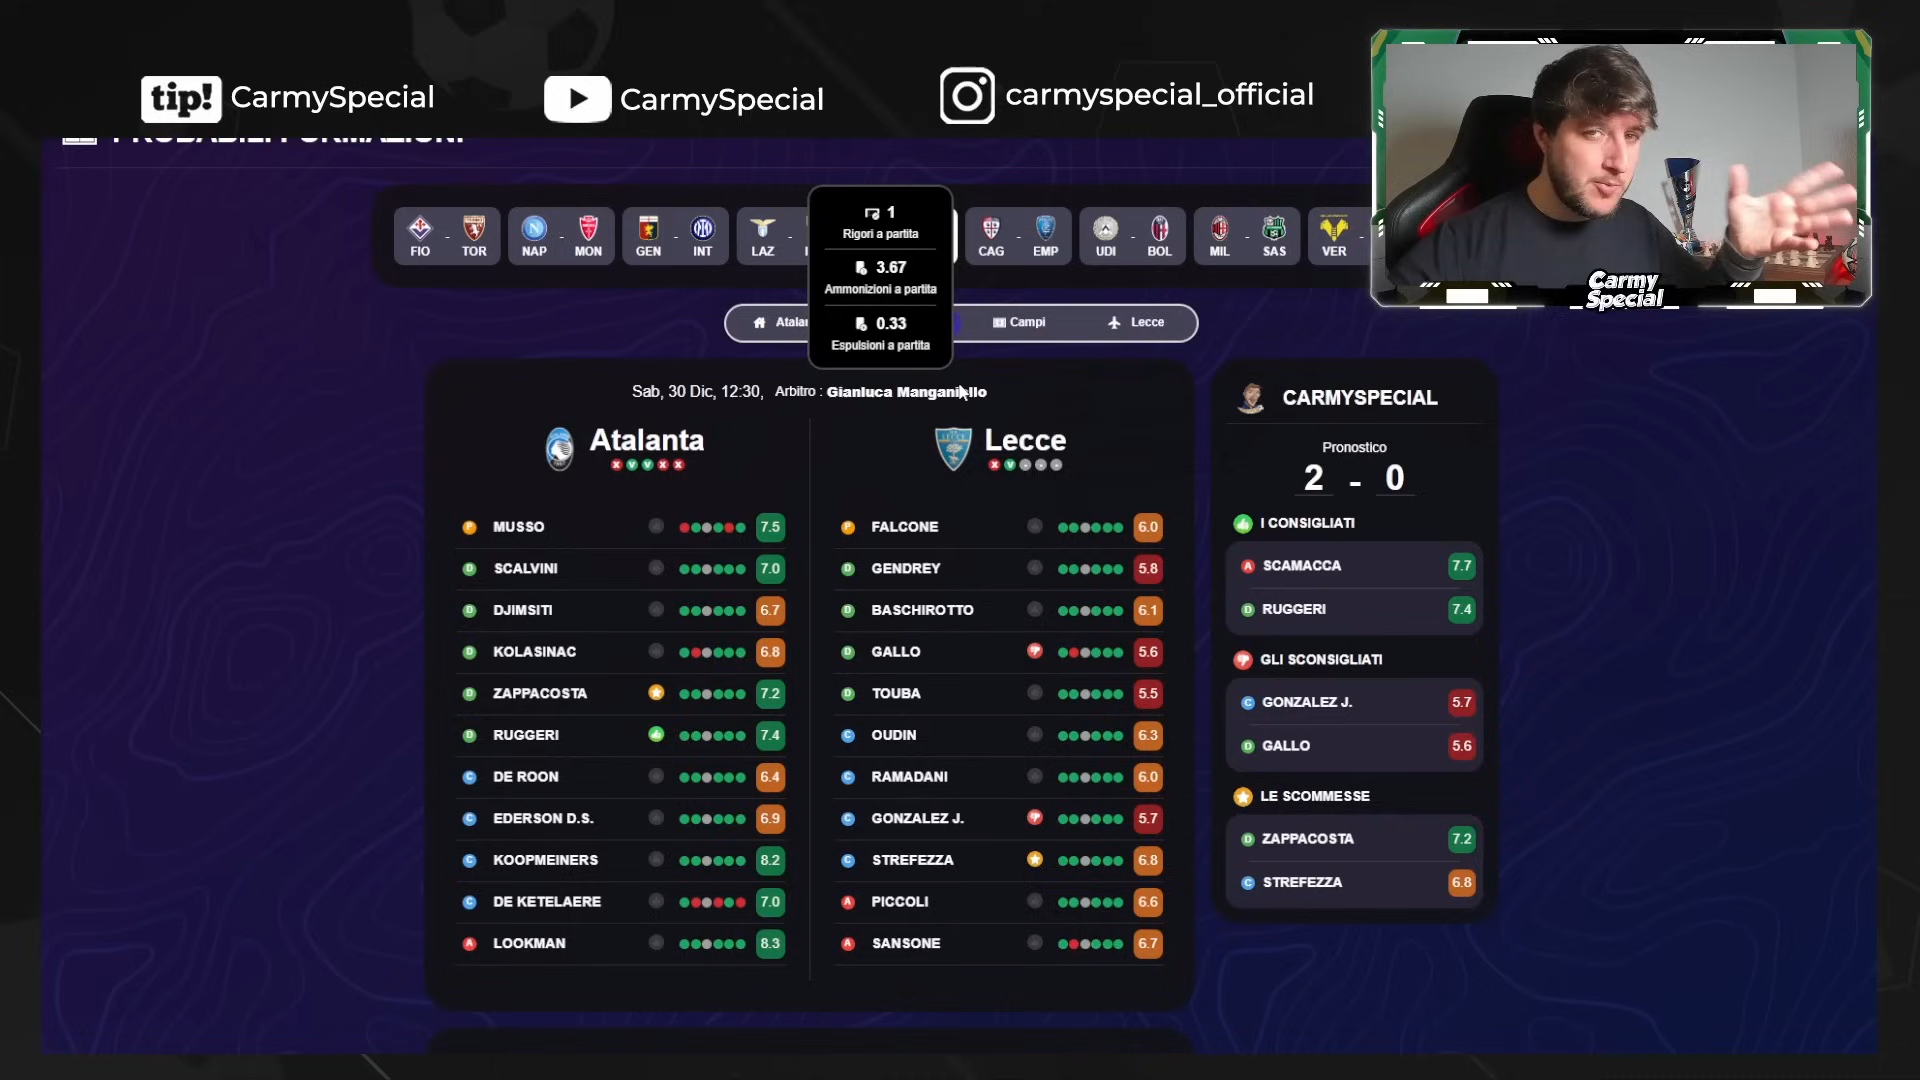 tip! CarmySpecial
CarmySpecial
carmyspecial_official
PROBABILI FORMAZIONI
FIO - TOR
NAP - MON
GEN - INT
LAZ -
CAG - EMP
UDI - BOL
MIL - SAS
VER -
1
Rigori a partita
3.67
Ammonizioni a partita
0.33
Espulsioni a partita
Campi
Lecce
Carmy
Special
Sab, 30 Dic, 12:30, Arbitro : Gianluca Manganiello
Atalanta
Lecce
P MUSSO 7.5
D SCALVINI 7.0
D DJIMSITI 6.7
D KOLASINAC 6.8
D ZAPPACOSTA 7.2
D RUGGERI 7.4
C DE ROON 6.4
C EDERSON D.S. 6.9
C KOOPMEINERS 8.2
C DE KETELAERE 7.0
A LOOKMAN 8.3
P FALCONE 6.0
D GENDREY 5.8
D BASCHIROTTO 6.1
D GALLO 5.6
D TOUBA 5.5
C OUDIN 6.3
C RAMADANI 6.0
C GONZALEZ J. 5.7
C STREFEZZA 6.8
A PICCOLI 6.6
A SANSONE 6.7
CARMYSPECIAL
Pronostico
2 - 0
I CONSIGLIATI
A SCAMACCA 7.7
D RUGGERI 7.4
GLI SCONSIGLIATI
C GONZALEZ J. 5.7
D GALLO 5.6
LE SCOMMESSE
D ZAPPACOSTA 7.2
C STREFEZZA 6.8